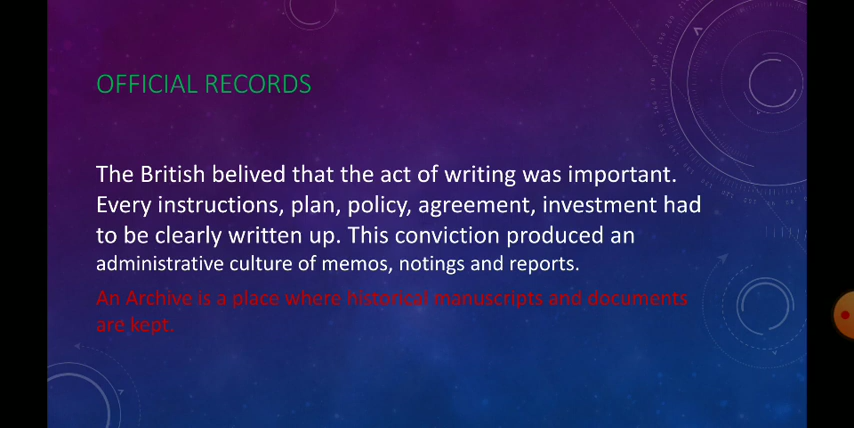 OFFICIAL RECORDS
The British belived that the act of writing was important.
Every instructions, plan, policy, agreement, investment had
to be clearly written up. This conviction produced an
administrative culture of memos, notings and reports.
An Archive is a place where historical manuscripts and documents
are kept.